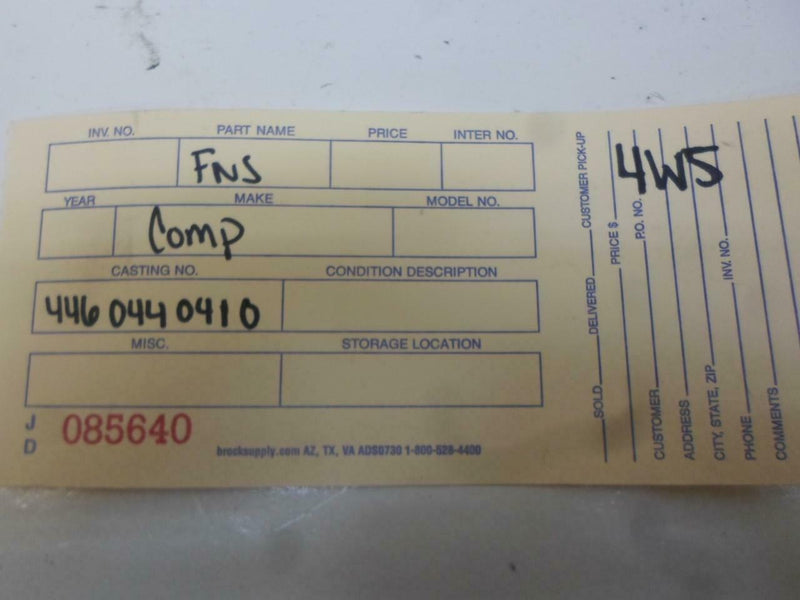 INV. NO. PART NAME PRICE INTER NO.
FNS
YEAR MAKE MODEL NO.
Comp
CASTING NO. CONDITION DESCRIPTION
446 044 0410
MISC. STORAGE LOCATION
JD 085640
brocksupply.com AZ, TX, VA ADS0730 1-800-528-4400
SOLD DELIVERED CUSTOMER PICK-UP
PRICE $
P.O. NO.
4W5
CUSTOMER
ADDRESS
CITY, STATE, ZIP INV. NO.
PHONE
COMMENTS